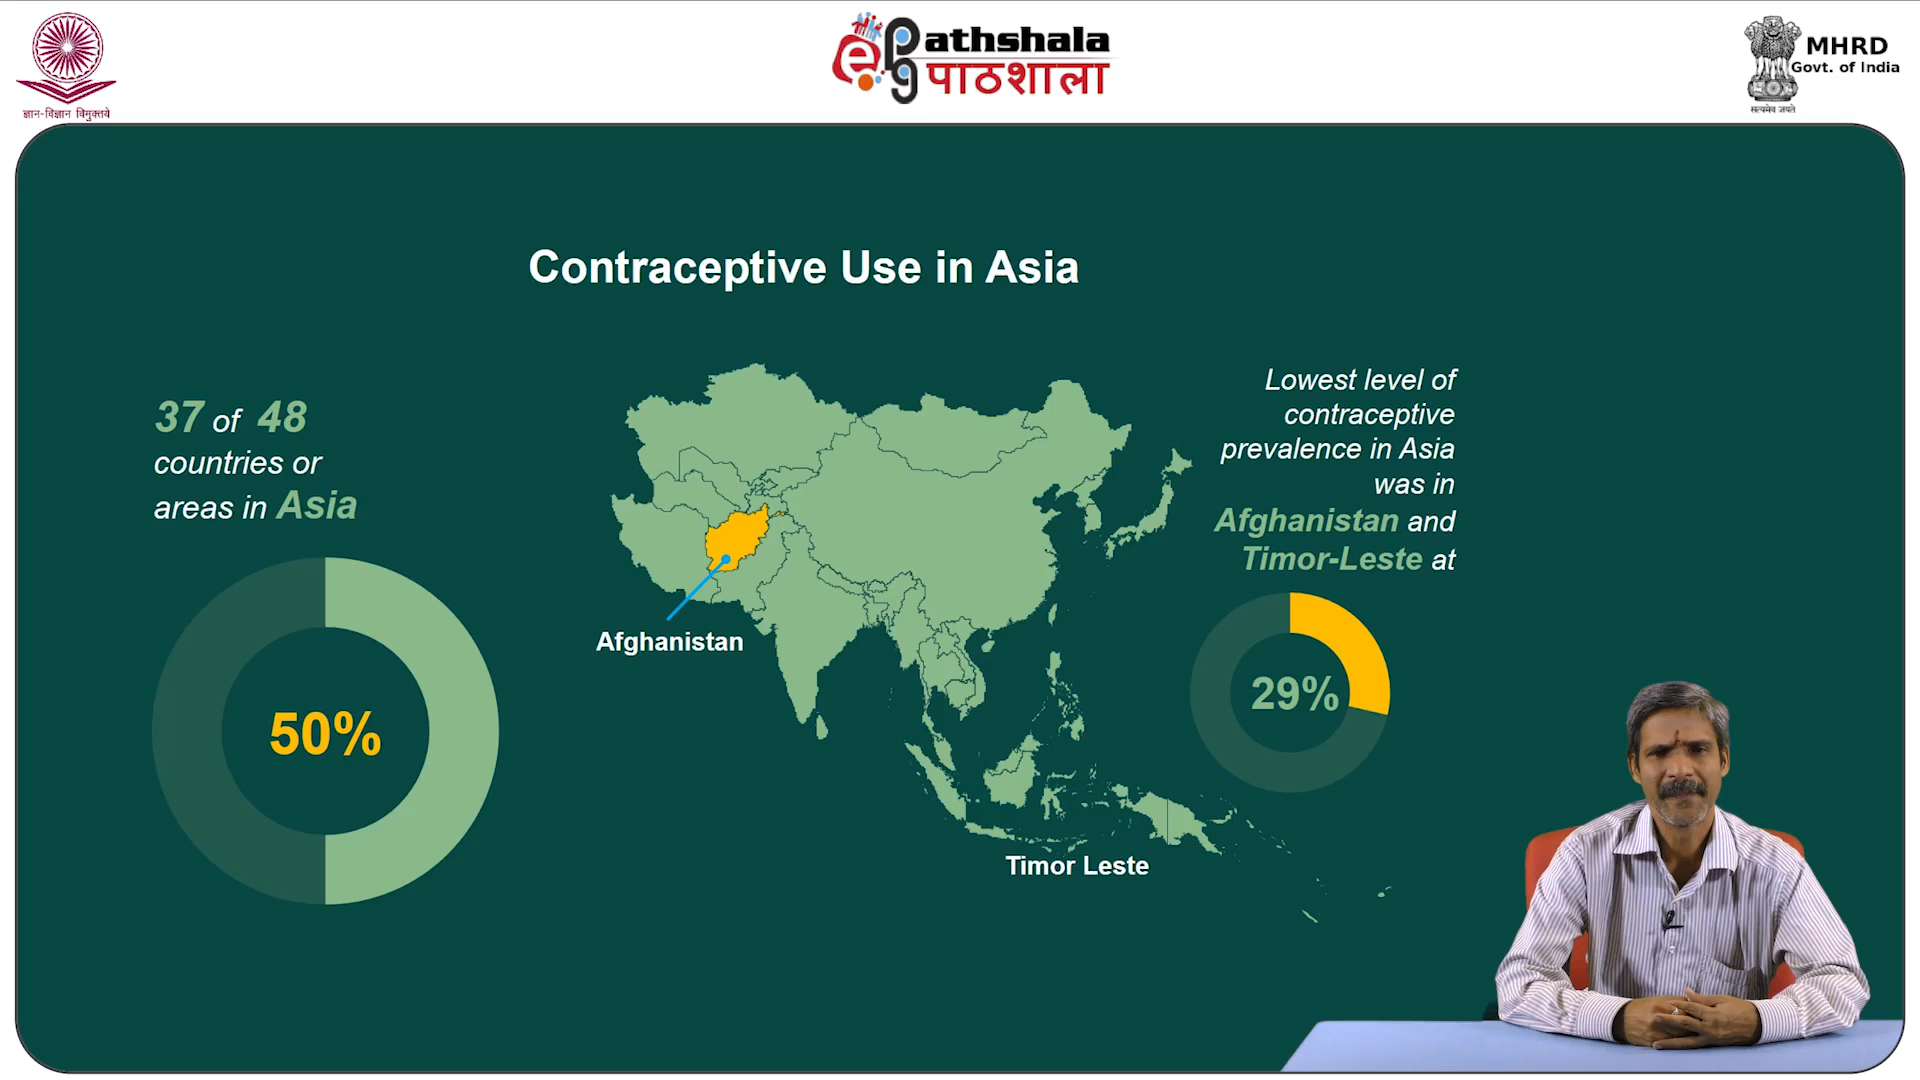 ज्ञान-विज्ञान विमुक्तये
e Pg athshala
पाठशाला
MHRD
Govt. of India
सत्यमेव जयते
Contraceptive Use in Asia
37 of 48
countries or
areas in Asia
50%
Afghanistan
Timor Leste
Lowest level of
contraceptive
prevalence in Asia
was in
Afghanistan and
Timor-Leste at
29%